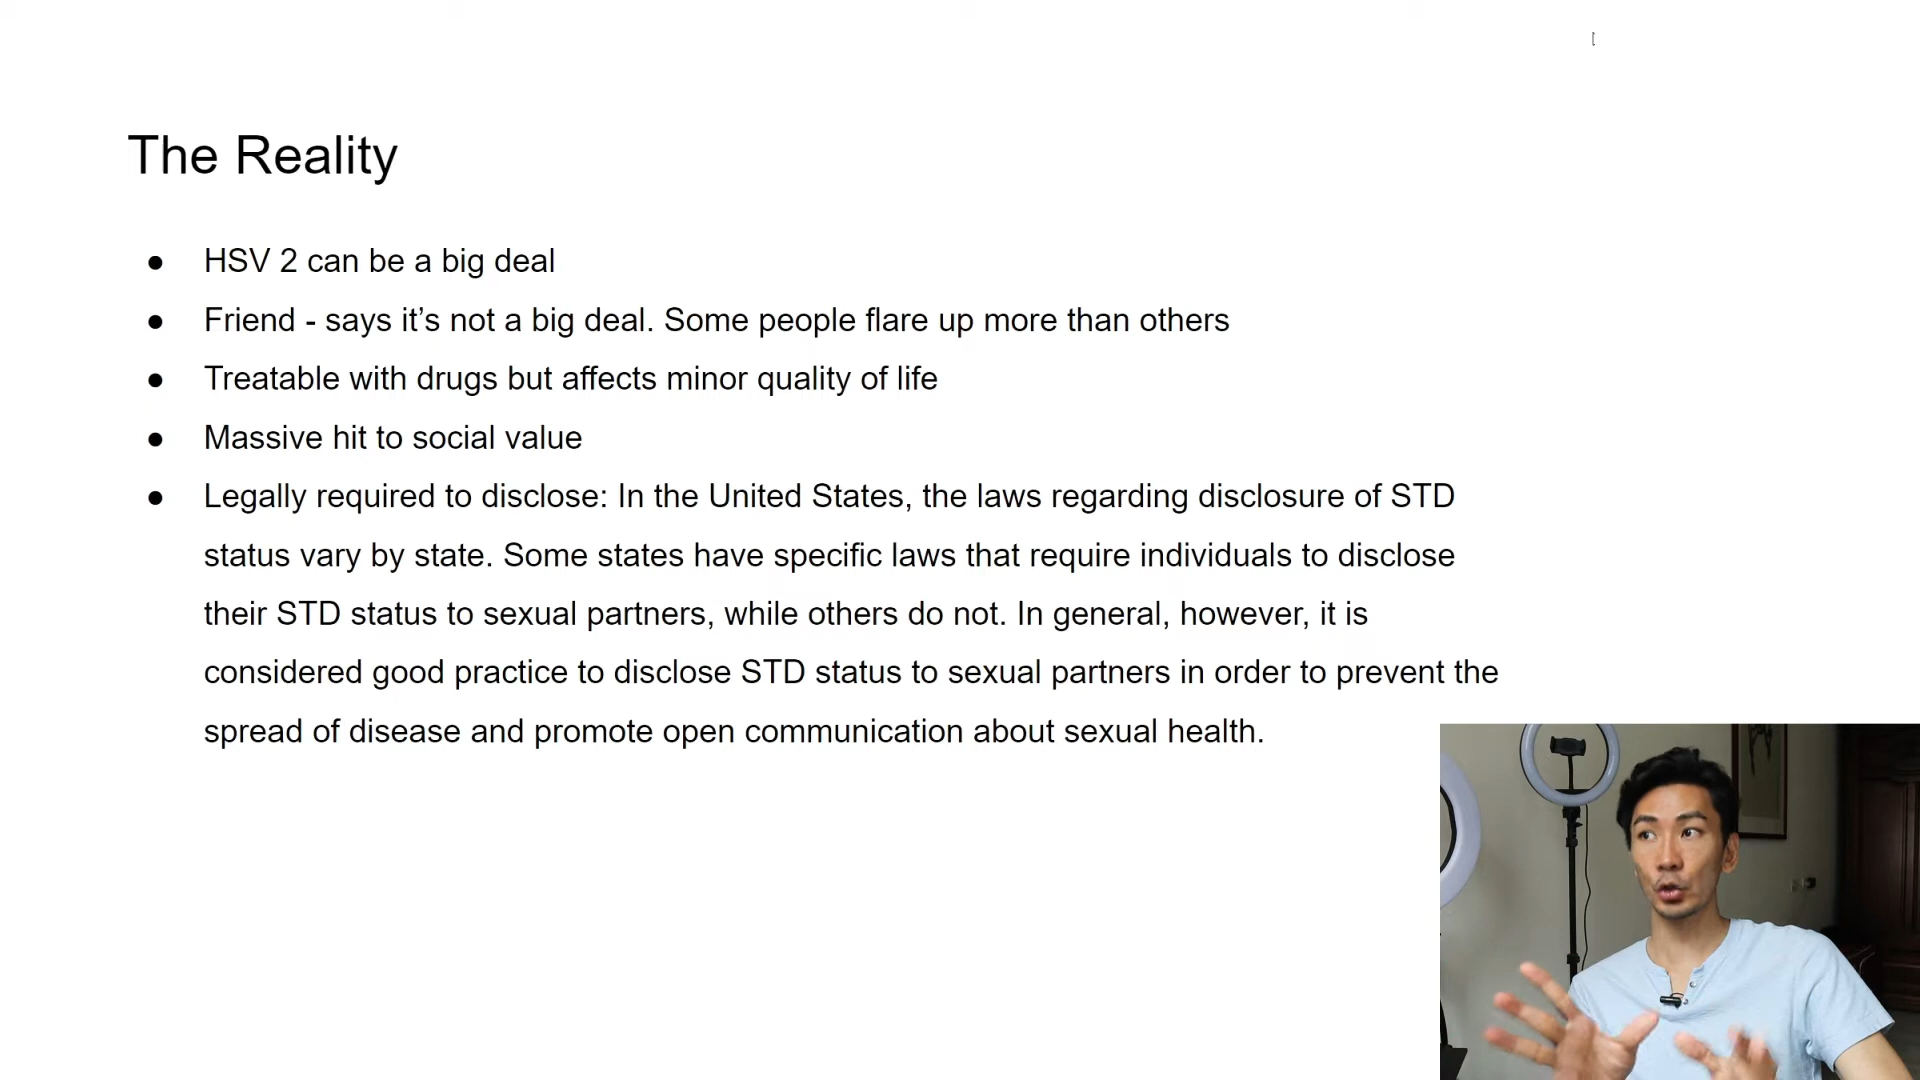 The Reality
● HSV 2 can be a big deal
● Friend - says it’s not a big deal. Some people flare up more than others
● Treatable with drugs but affects minor quality of life
● Massive hit to social value
● Legally required to disclose: In the United States, the laws regarding disclosure of STD
status vary by state. Some states have specific laws that require individuals to disclose
their STD status to sexual partners, while others do not. In general, however, it is
considered good practice to disclose STD status to sexual partners in order to prevent the
spread of disease and promote open communication about sexual health.